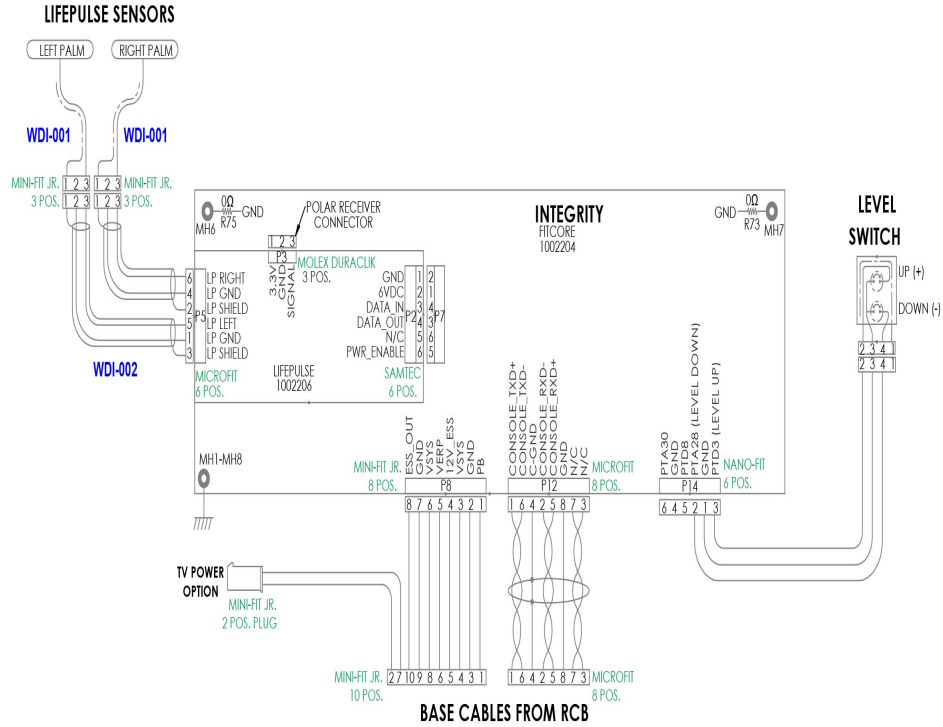 LIFEPULSE SENSORS
LEFT PALM
RIGHT PALM
WDI-001
WDI-001
MINI-FIT JR.
3 POS.
1 2 3
1 2 3
1 2 3
1 2 3
MINI-FIT JR.
3 POS.
0Ω
R75
GND
MH6
POLAR RECEIVER
CONNECTOR
1 2 3
P3
MOLEX DURACLIK
3 POS.
3.3V
GND
SIGNAL
INTEGRITY
FITCORE
1002204
GND
0Ω
R73
MH7
LEVEL
SWITCH
UP (+)
DOWN (-)
2 3 4 1
2 3 4 1
6 LP RIGHT
4 LP GND
2 LP SHIELD
5 LP LEFT
1 LP GND
3 LP SHIELD
P5
MICROFIT
6 POS.
WDI-002
LIFEPULSE
1002206
GND 1 2
6VDC 2 1
DATA_IN 3 4
DATA_OUT 4 3
N/C 5 6
PWR_ENABLE 6 5
P2
P7
SAMTEC
6 POS.
MH1-MH8
MINI-FIT JR.
8 POS.
ESS_OUT
GND
VSYS
VERP
12V_ESS
VSYS
GND
PB
P8
8 7 6 5 4 3 2 1
CONSOLE_TXD+
CONSOLE_TXD-
C-GND
CONSOLE_RXD-
CONSOLE_RXD+
GND
N/C
N/C
P12
MICROFIT
8 POS.
1 6 4 2 5 8 7 3
PTA30
GND
PTD8
PTA28 (LEVEL DOWN)
GND
PTD3 (LEVEL UP)
P14
NANO-FIT
6 POS.
6 4 5 2 1 3
TV POWER
OPTION
MINI-FIT JR.
2 POS. PLUG
MINI-FIT JR.
10 POS.
2 7 10 9 8 6 5 4 3 1
1 6 4 2 5 8 7 3
MICROFIT
8 POS.
BASE CABLES FROM RCB